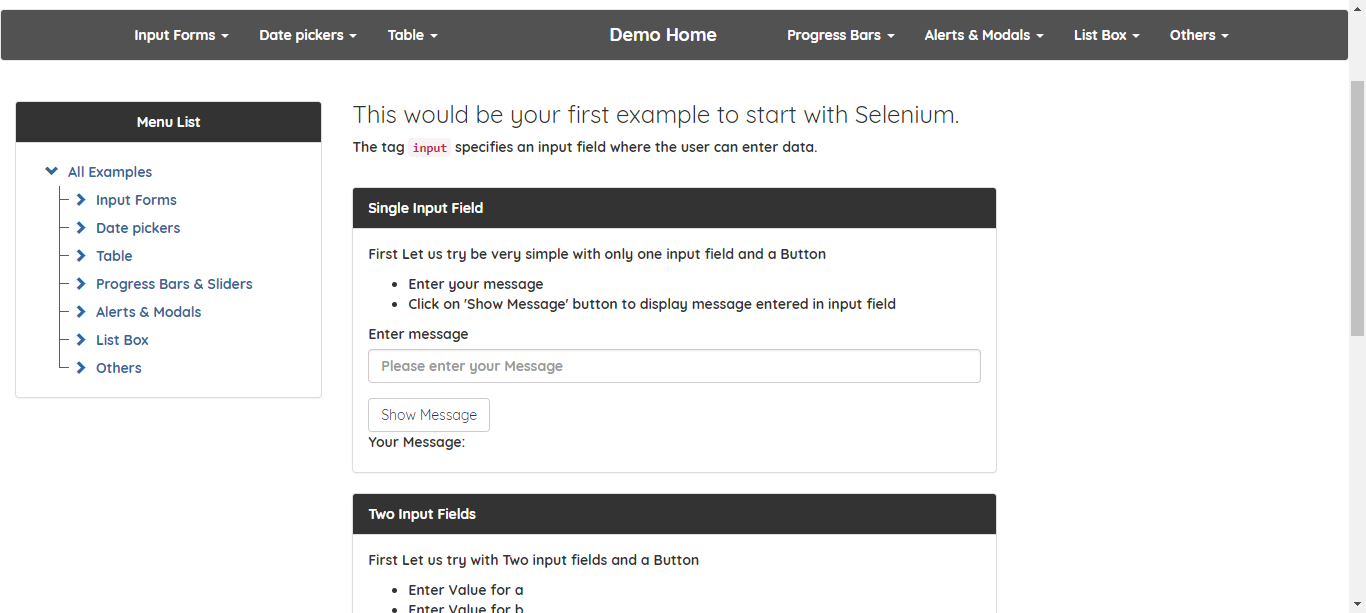 Input Forms Date pickers Table Demo Home Progress Bars Alerts & Modals List Box Others
Menu List
All Examples
Input Forms
Date pickers
Table
Progress Bars & Sliders
Alerts & Modals
List Box
Others
This would be your first example to start with Selenium.
The tag input specifies an input field where the user can enter data.
Single Input Field
First Let us try be very simple with only one input field and a Button
Enter your message
Click on 'Show Message' button to display message entered in input field
Enter message
Please enter your Message
Show Message
Your Message:
Two Input Fields
First Let us try with Two input fields and a Button
Enter Value for a
Enter Value for b